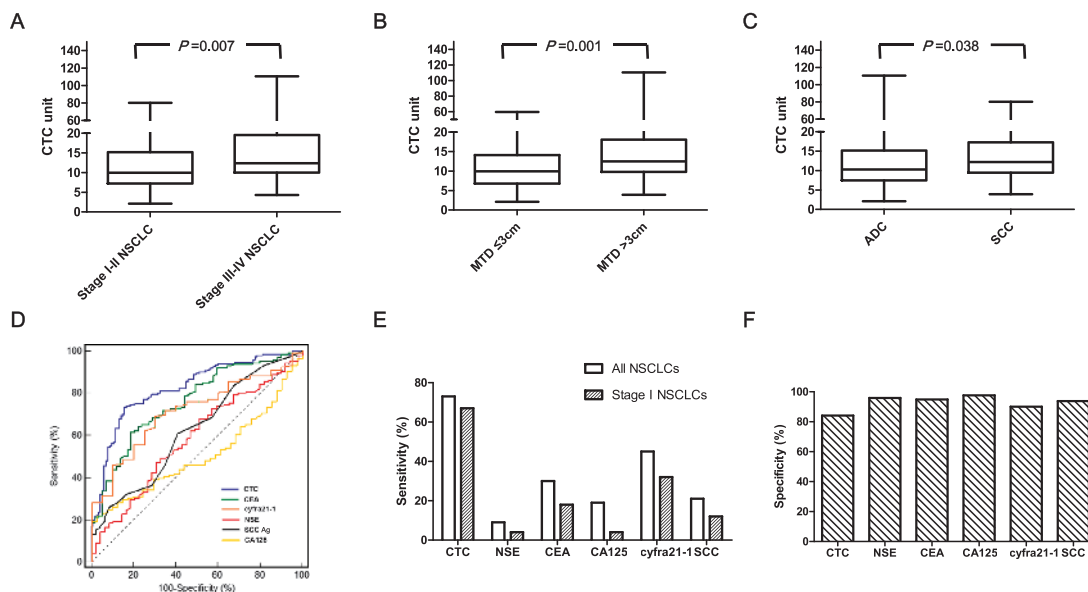 A
P=0.007
CTC unit
140
120
100
80
60
20
15
10
5
0
Stage I-II NSCLC
Stage III-IV NSCLC
B
P=0.001
CTC unit
140
120
100
80
60
20
15
10
5
0
MTD ≤3cm
MTD >3cm
C
P=0.038
CTC unit
140
120
100
80
60
20
15
10
5
0
ADC
SCC
D
Sensitivity (%)
100
80
60
40
20
0
CTC
CEA
cyfra21-1
NSE
SCC Ag
CA125
0 20 40 60 80 100
100-Specificity (%)
E
All NSCLCs
Stage I NSCLCs
Sensitivity (%)
80
60
40
20
0
CTC NSE CEA CA125 cyfra21-1 SCC
F
Specificity (%)
100
80
60
40
20
0
CTC NSE CEA CA125 cyfra21-1 SCC